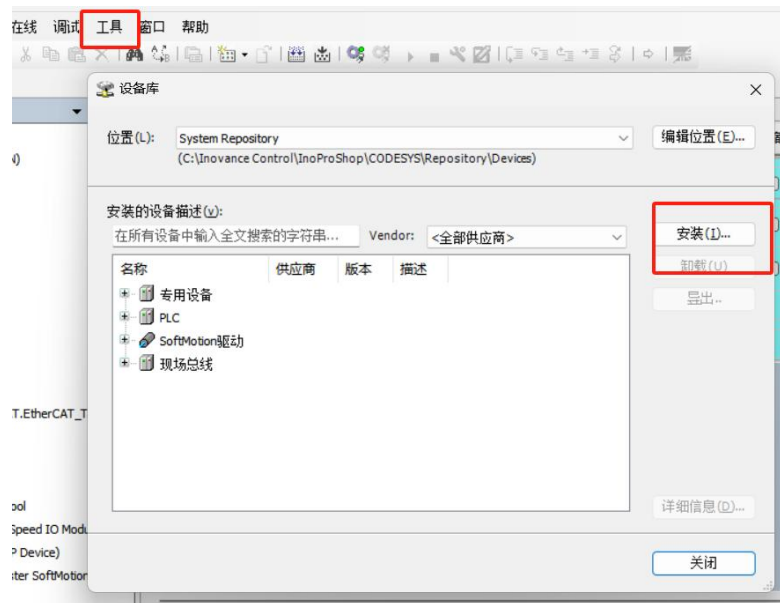 在线 调试 工具 窗口 帮助
设备库
位置(L): System Repository 编辑位置(E)...
(C:\Inovance Control\InoProShop\CODESYS\Repository\Devices)
安装的设备描述(v):
在所有设备中输入全文搜索的字符串... Vendor: <全部供应商> 安装(I)...
名称 供应商 版本 描述 卸载(U)
专用设备 导出..
PLC
SoftMotion驱动
现场总线
T.EtherCAT_T
ool 详细信息(D)...
Speed IO Modu
P Device)
关闭
ster SoftMotion